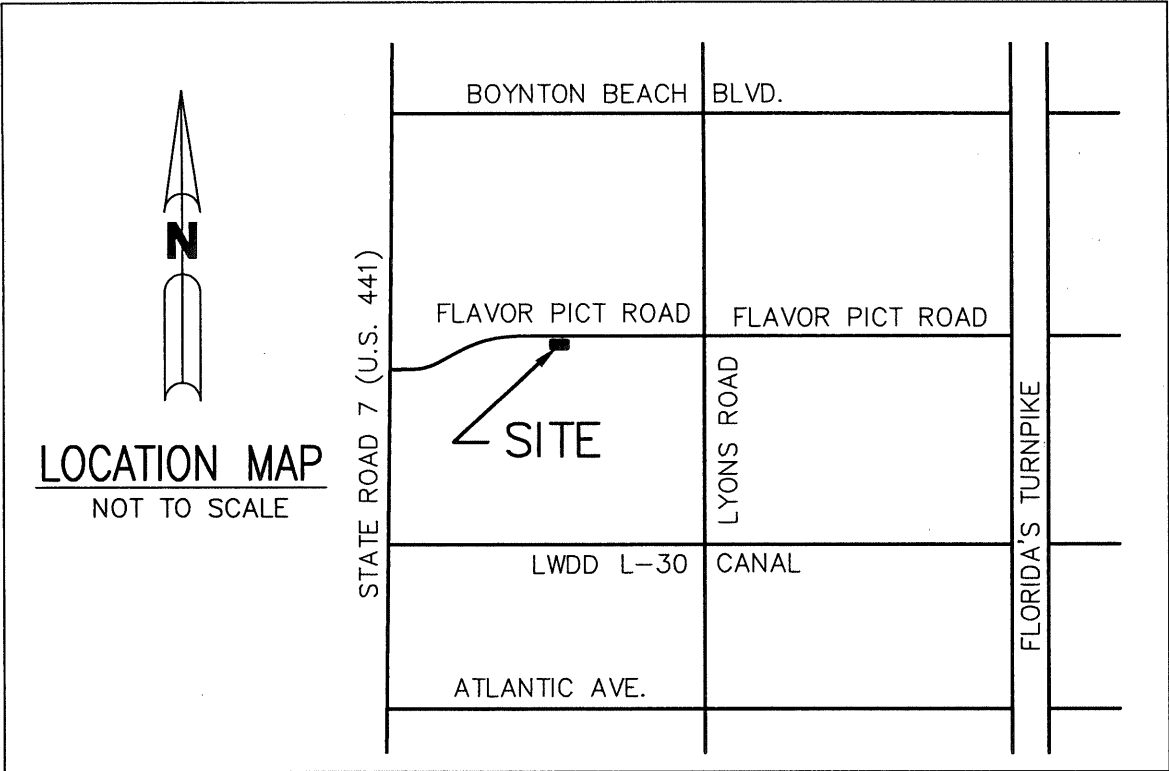 BOYNTON BEACH BLVD.
N
STATE ROAD 7 (U.S. 441)
FLAVOR PICT ROAD
FLAVOR PICT ROAD
SITE
LYONS ROAD
FLORIDA'S TURNPIKE
LOCATION MAP
NOT TO SCALE
LWDD L-30 CANAL
ATLANTIC AVE.